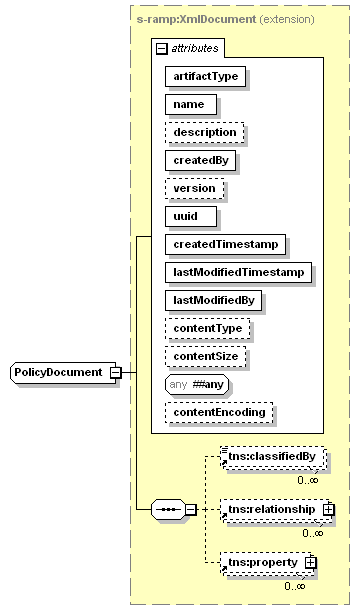 s-ramp:XmlDocument (extension)
attributes
artifactType
name
description
createdBy
version
uuid
createdTimestamp
lastModifiedTimestamp
lastModifiedBy
contentType
contentSize
any ##any
contentEncoding
PolicyDocument
tns:classifiedBy
0..∞
tns:relationship
0..∞
tns:property
0..∞